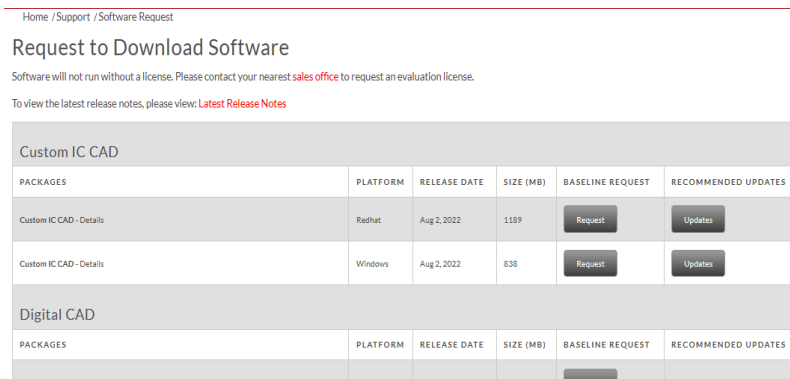 Home / Support / Software Request
Request to Download Software
Software will not run without a license. Please contact your nearest sales office to request an evaluation license.
To view the latest release notes, please view: Latest Release Notes
Custom IC CAD
PACKAGES PLATFORM RELEASE DATE SIZE (MB) BASELINE REQUEST RECOMMENDED UPDATES
Custom IC CAD - Details Redhat Aug 2, 2022 1189 Request Updates
Custom IC CAD - Details Windows Aug 2, 2022 838 Request Updates
Digital CAD
PACKAGES PLATFORM RELEASE DATE SIZE (MB) BASELINE REQUEST RECOMMENDED UPDATES